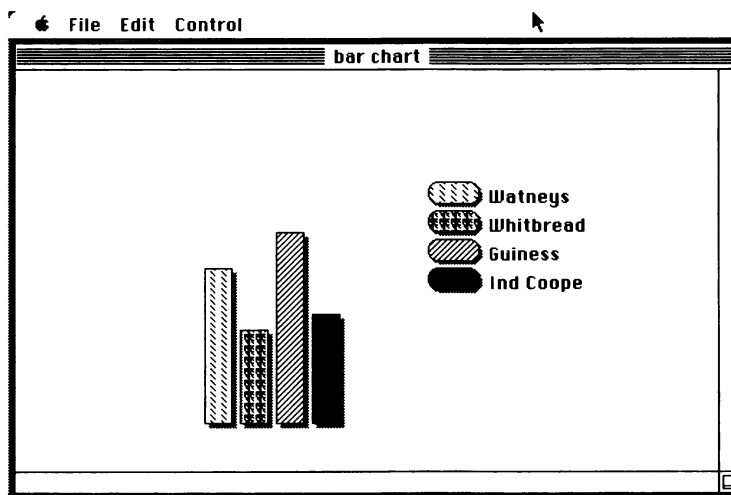 File Edit Control
bar chart
Watneys
Whitbread
Guiness
Ind Coope